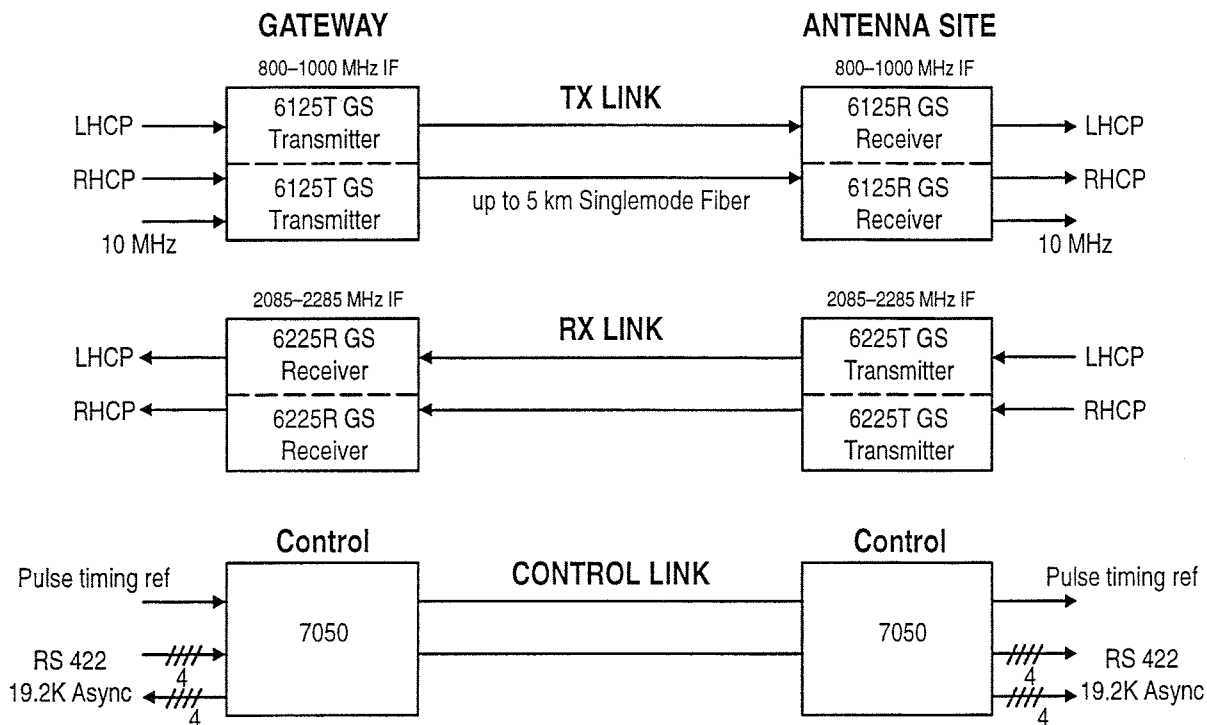 GATEWAY
ANTENNA SITE
800–1000 MHz IF
800–1000 MHz IF
LHCP
6125T GS
Transmitter
TX LINK
6125R GS
Receiver
LHCP
RHCP
6125T GS
Transmitter
up to 5 km Singlemode Fiber
6125R GS
Receiver
RHCP
10 MHz
10 MHz
2085–2285 MHz IF
2085–2285 MHz IF
LHCP
6225R GS
Receiver
RX LINK
6225T GS
Transmitter
LHCP
RHCP
6225R GS
Receiver
6225T GS
Transmitter
RHCP
Control
Control
Pulse timing ref
CONTROL LINK
Pulse timing ref
7050
7050
RS 422
19.2K Async
4
4
4
4
RS 422
19.2K Async